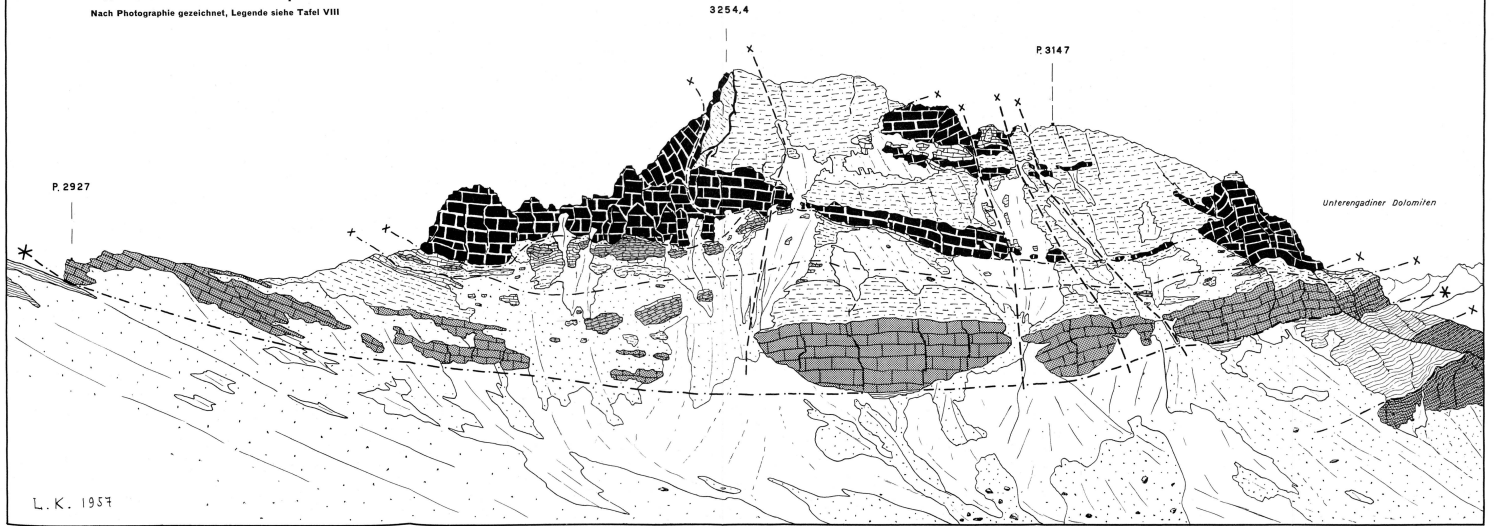 Nach Photographie gezeichnet, Legende siehe Tafel VIII
3254,4
P. 3147
P. 2927
Unterengadiner Dolomiten
L.K. 1957